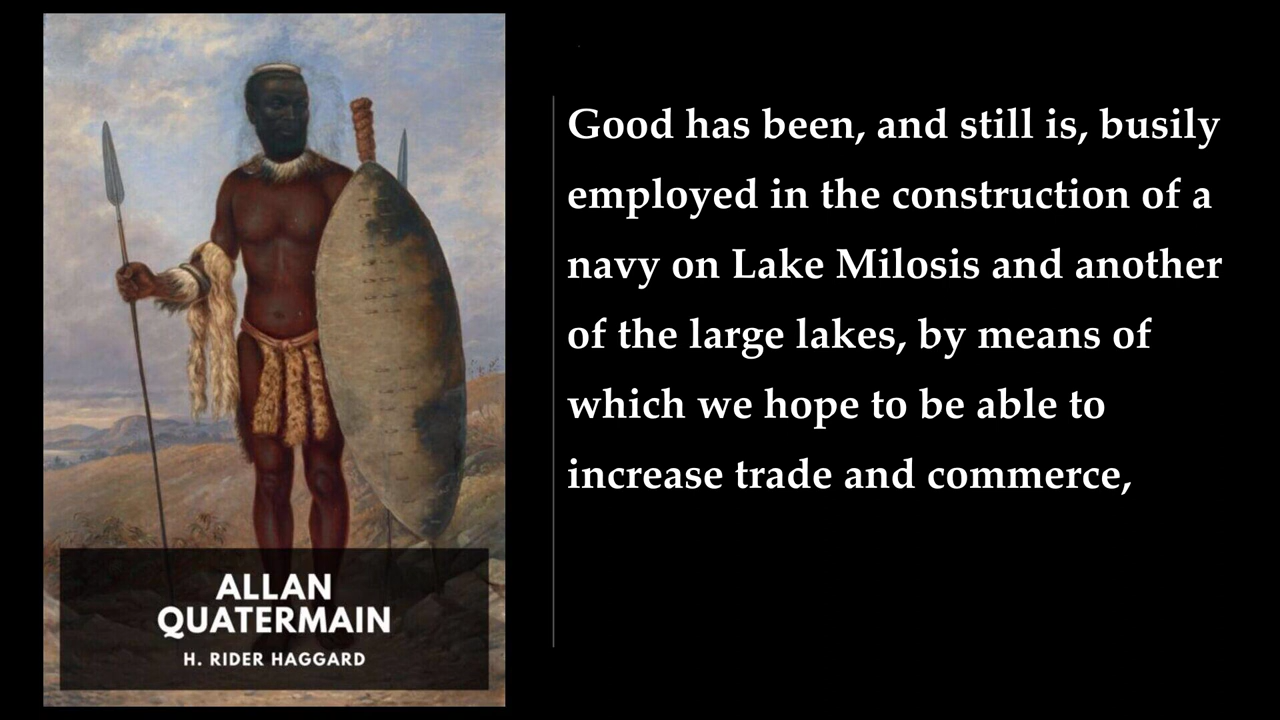 ALLAN
QUATERMAIN
H. RIDER HAGGARD
Good has been, and still is, busily
employed in the construction of a
navy on Lake Milosis and another
of the large lakes, by means of
which we hope to be able to
increase trade and commerce,